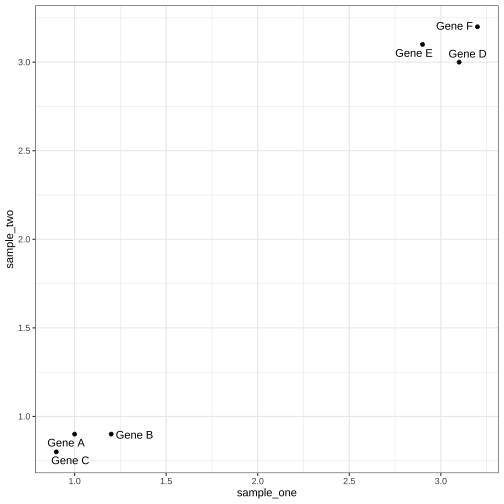 Gene F
Gene E
Gene D
3.0
2.5
2.0
1.5
1.0
sample_two
Gene A
Gene B
Gene C
1.0
1.5
2.0
2.5
3.0
sample_one